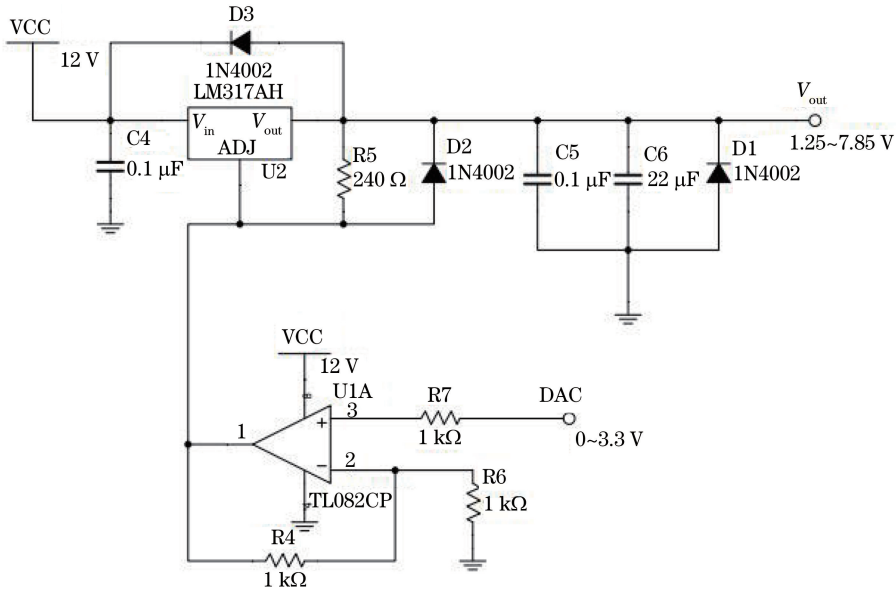 VCC
12 V
D3
1N4002
LM317AH
Vin
Vout
ADJ
U2
C4
0.1 μF
R5
240 Ω
D2
1N4002
C5
0.1 μF
C6
22 μF
D1
1N4002
Vout
1.25~7.85 V
VCC
12 V
8
U1A
3
+
1
2
−
TL082CP
R7
1 kΩ
DAC
0~3.3 V
R6
1 kΩ
R4
1 kΩ